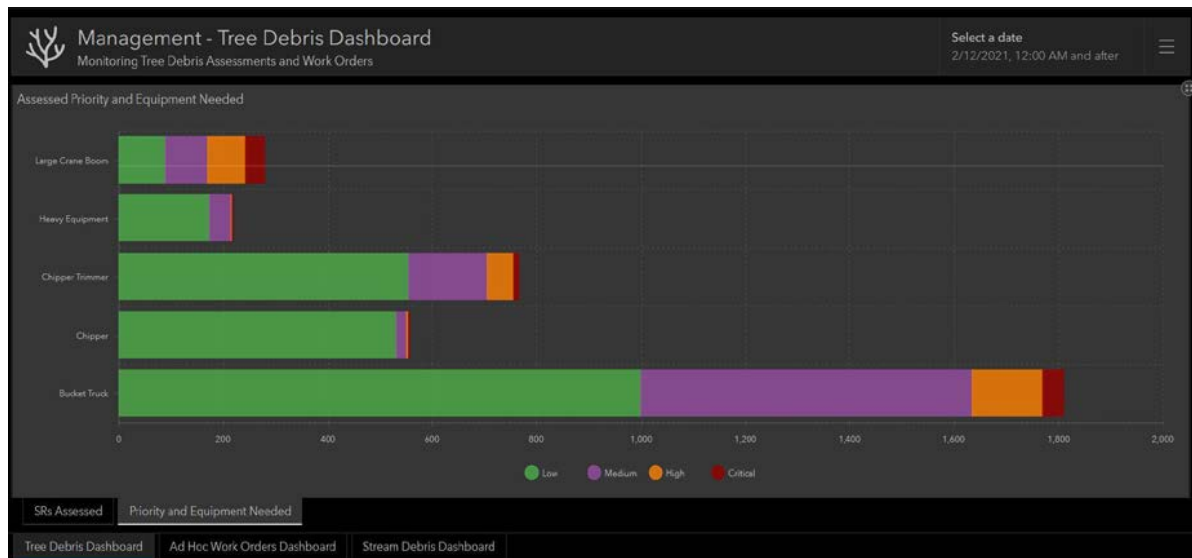 Management - Tree Debris Dashboard
Monitoring Tree Debris Assessments and Work Orders
Select a date
2/12/2021, 12:00 AM and after
Assessed Priority and Equipment Needed
Large Crane Boom
Heavy Equipment
Chipper Trimmer
Chipper
Bucket Truck
0 200 400 600 800 1,000 1,200 1,400 1,600 1,800 2,000
Low Medium High Critical
SRs Assessed Priority and Equipment Needed
Tree Debris Dashboard Ad Hoc Work Orders Dashboard Stream Debris Dashboard